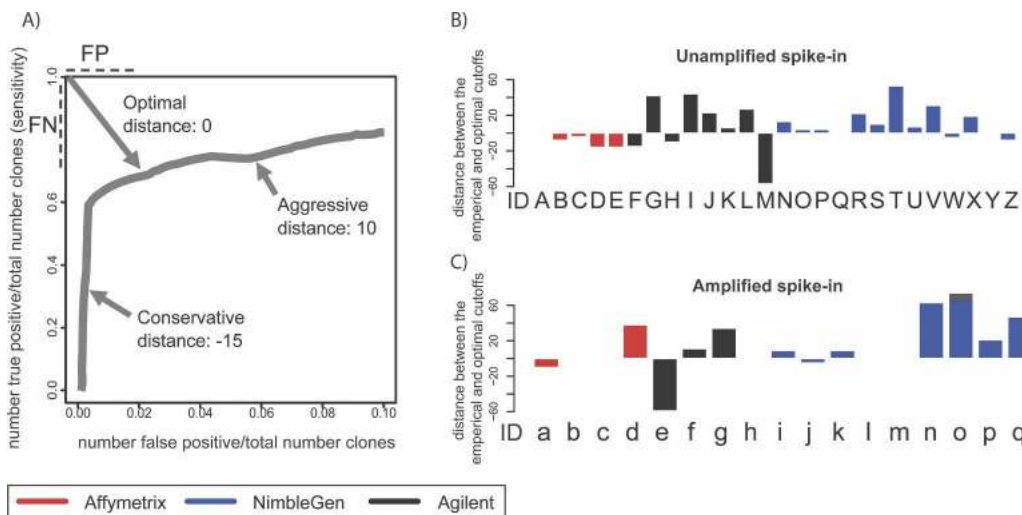 A)
FP
FN
number true positive/total number clones (sensitivity)
1.0
0.8
0.6
0.4
0.2
0.0
Optimal
distance: 0
Aggressive
distance: 10
Conservative
distance: -15
0.00 0.02 0.04 0.06 0.08 0.10
number false positive/total number clones
B)
Unamplified spike-in
distance between the
emperical and optimal cutoffs
60
20
-20
-60
ID A B C D E F G H I J K L M N O P Q R S T U V W X Y Z
C)
Amplified spike-in
distance between the
emperical and optimal cutoffs
60
20
-20
-60
ID a b c d e f g h i j k l m n o p q
Affymetrix NimbleGen Agilent